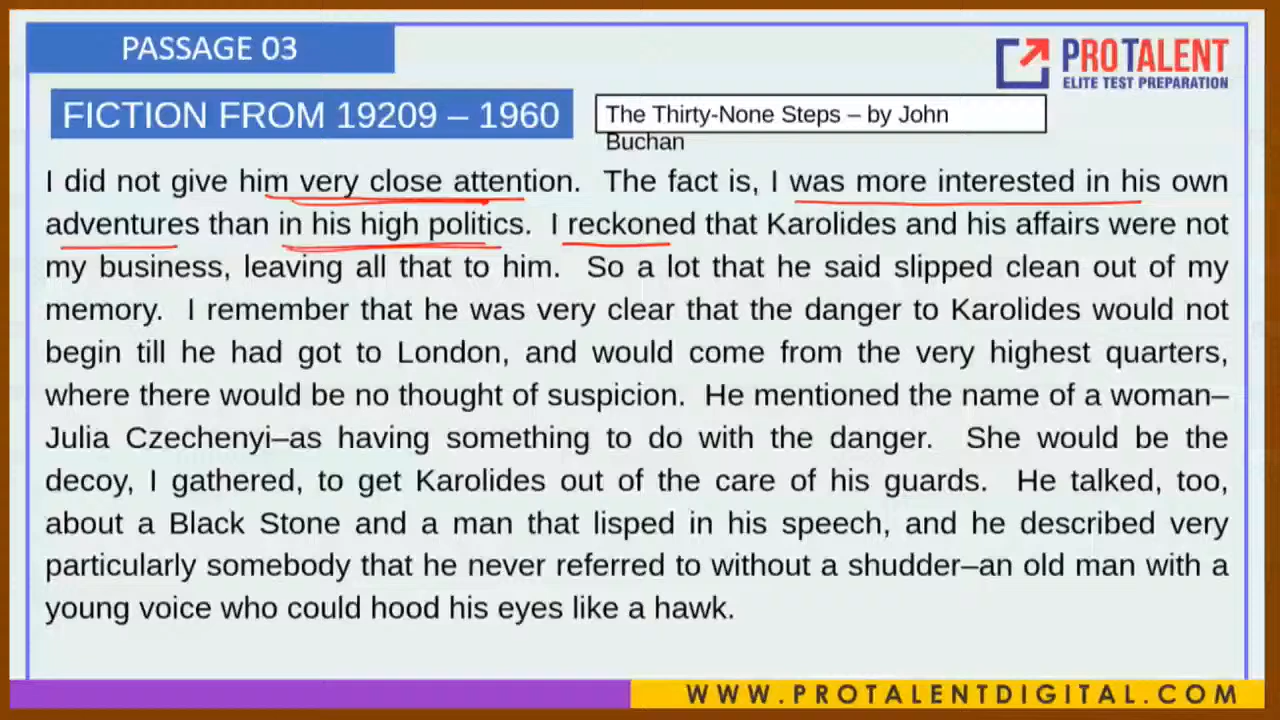 PASSAGE 03
PROTALENT
ELITE TEST PREPARATION
FICTION FROM 19209 – 1960
The Thirty-None Steps – by John
Buchan
I did not give him very close attention. The fact is, I was more interested in his own
adventures than in his high politics. I reckoned that Karolides and his affairs were not
my business, leaving all that to him. So a lot that he said slipped clean out of my
memory. I remember that he was very clear that the danger to Karolides would not
begin till he had got to London, and would come from the very highest quarters,
where there would be no thought of suspicion. He mentioned the name of a woman–
Julia Czechenyi–as having something to do with the danger. She would be the
decoy, I gathered, to get Karolides out of the care of his guards. He talked, too,
about a Black Stone and a man that lisped in his speech, and he described very
particularly somebody that he never referred to without a shudder–an old man with a
young voice who could hood his eyes like a hawk.
WWW.PROTALENTDIGITAL.COM